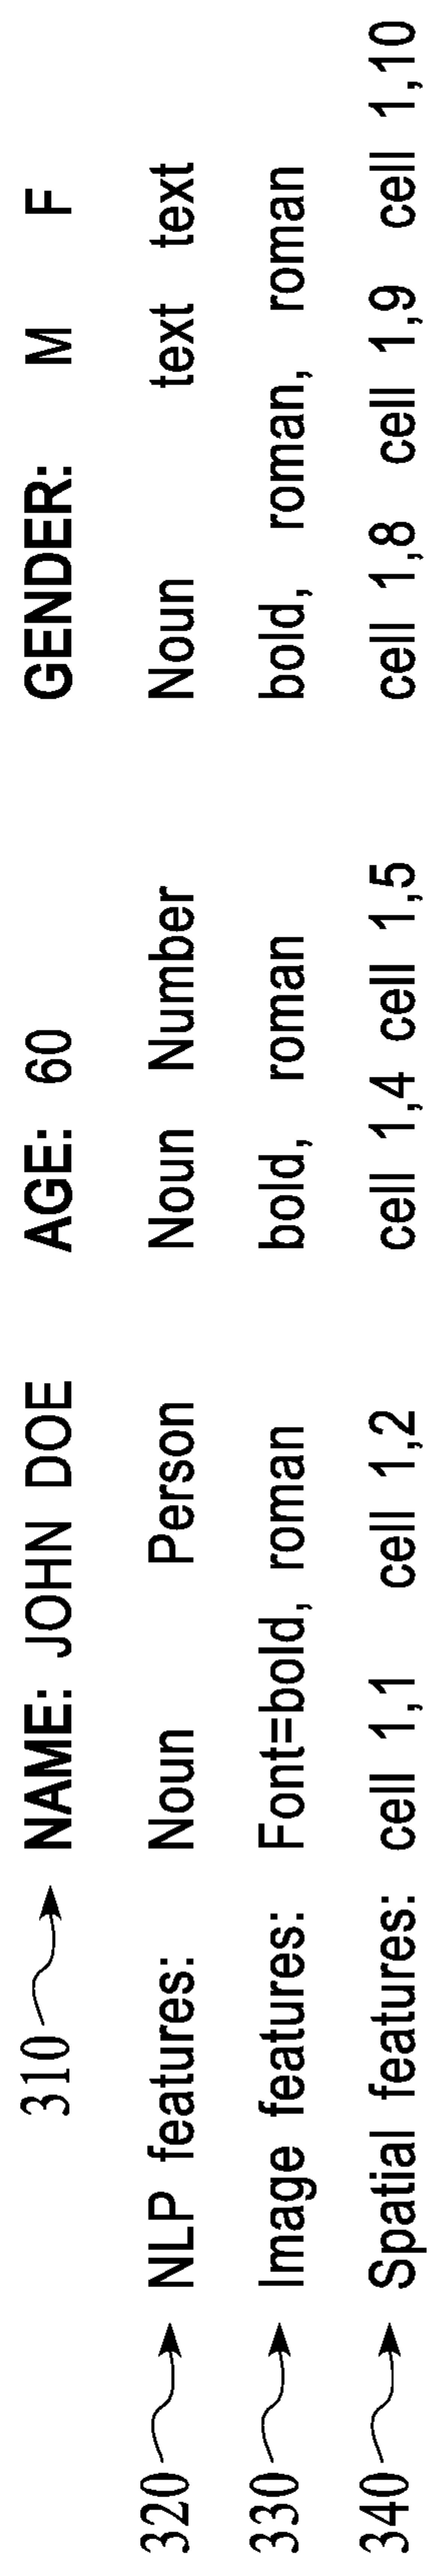 310 NAME: JOHN DOE AGE: 60 GENDER: M F
320 NLP features: Noun Person Noun Number Noun text text
330 Image features: Font=bold, roman bold, roman bold, roman, roman
340 Spatial features: cell 1,1 cell 1,2 cell 1,4 cell 1,5 cell 1,8 cell 1,9 cell 1,10